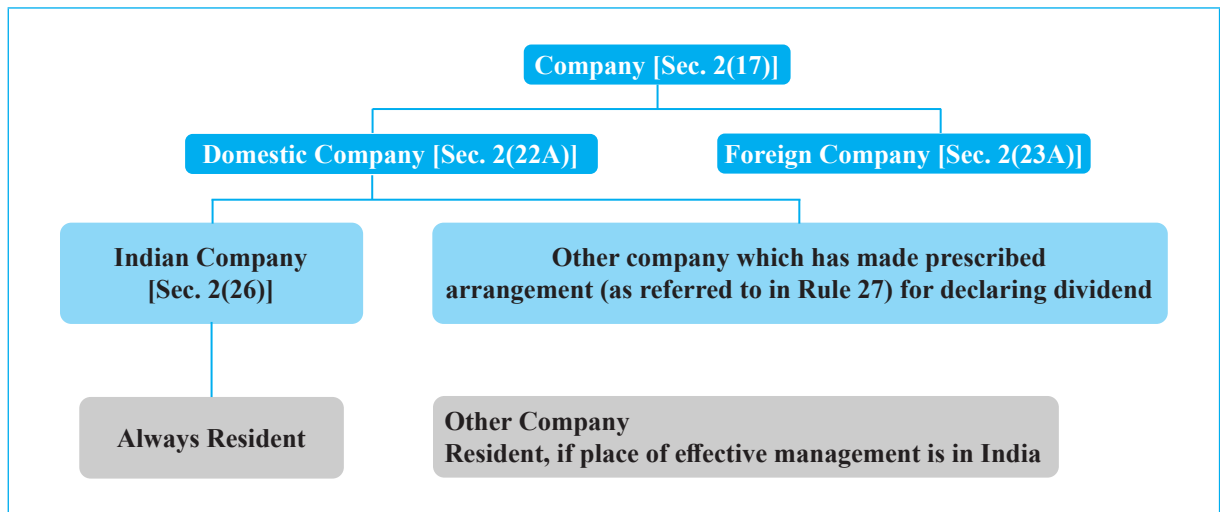 Company [Sec. 2(17)]
Domestic Company [Sec. 2(22A)]
Foreign Company [Sec. 2(23A)]
Indian Company
[Sec. 2(26)]
Other company which has made prescribed
arrangement (as referred to in Rule 27) for declaring dividend
Always Resident
Other Company
Resident, if place of effective management is in India